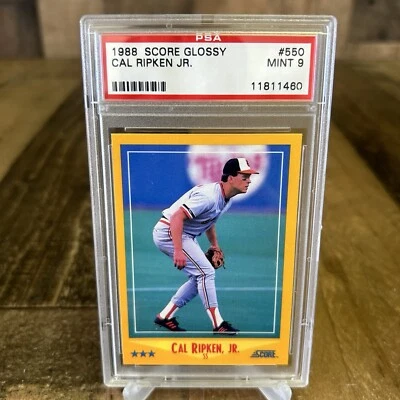 PSA
1988 SCORE GLOSSY #550
CAL RIPKEN JR. MINT 9
11811460
★★★ CAL RIPKEN, JR. SCORE
SS